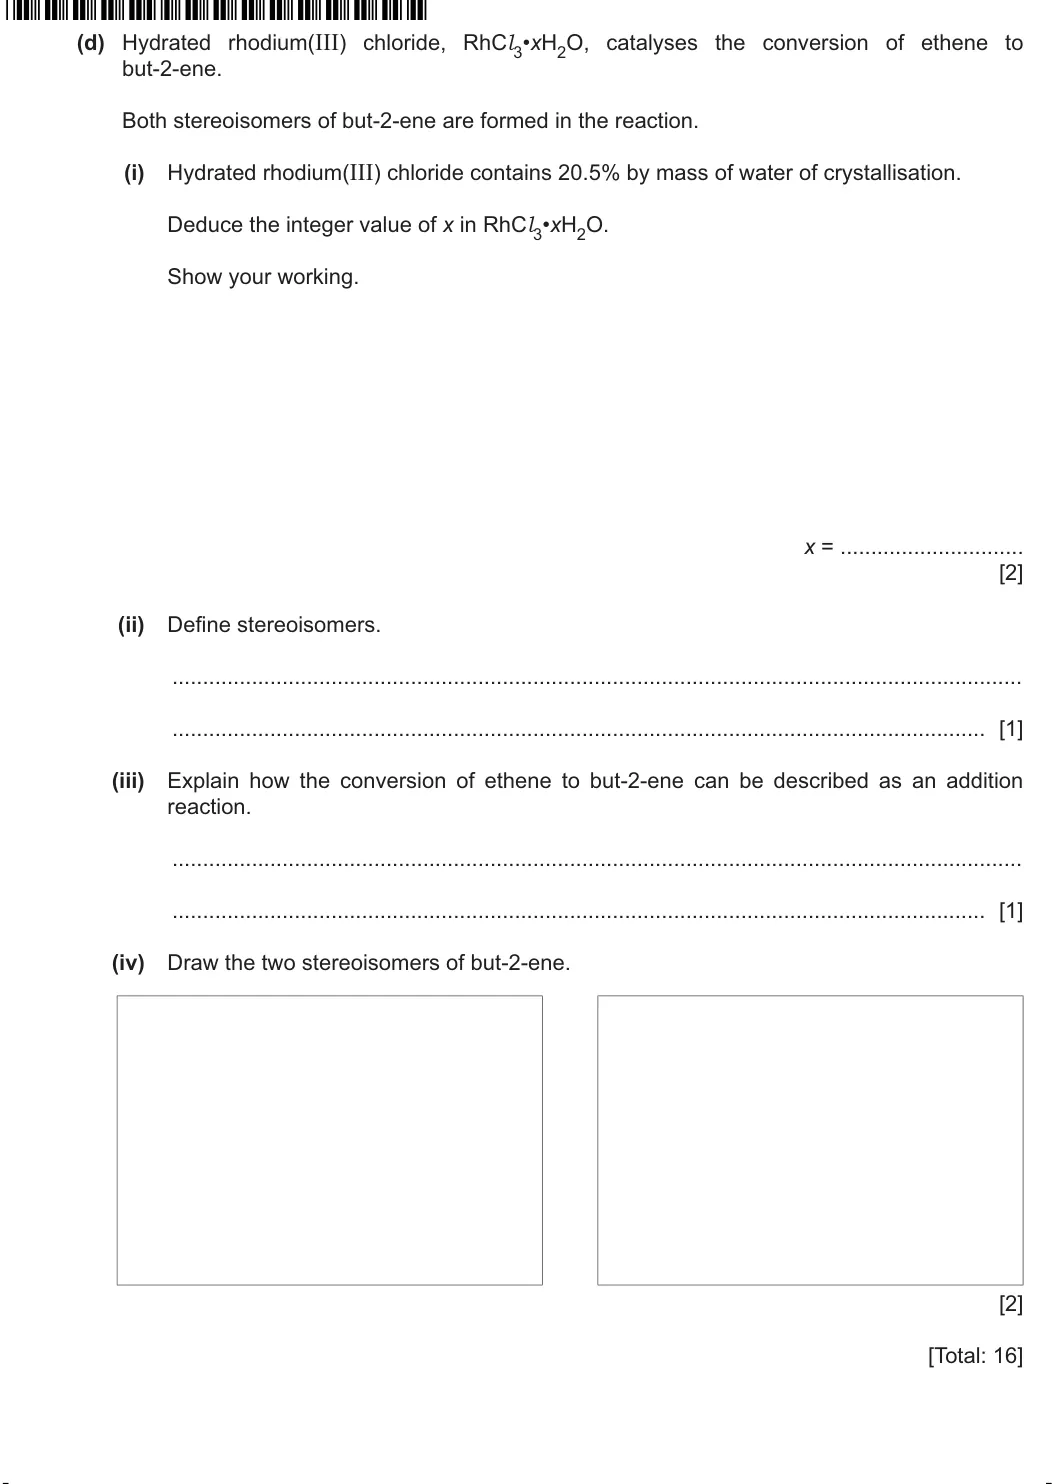 (d) Hydrated rhodium(III) chloride, RhCl3•xH2O, catalyses the conversion of ethene to
but-2-ene.
Both stereoisomers of but-2-ene are formed in the reaction.
(i) Hydrated rhodium(III) chloride contains 20.5% by mass of water of crystallisation.
Deduce the integer value of x in RhCl3•xH2O.
Show your working.
x = ..............................
[2]
(ii) Define stereoisomers.
............................................................................................................................................
...................................................................................................................................... [1]
(iii) Explain how the conversion of ethene to but-2-ene can be described as an addition
reaction.
............................................................................................................................................
...................................................................................................................................... [1]
(iv) Draw the two stereoisomers of but-2-ene.
[2]
[Total: 16]